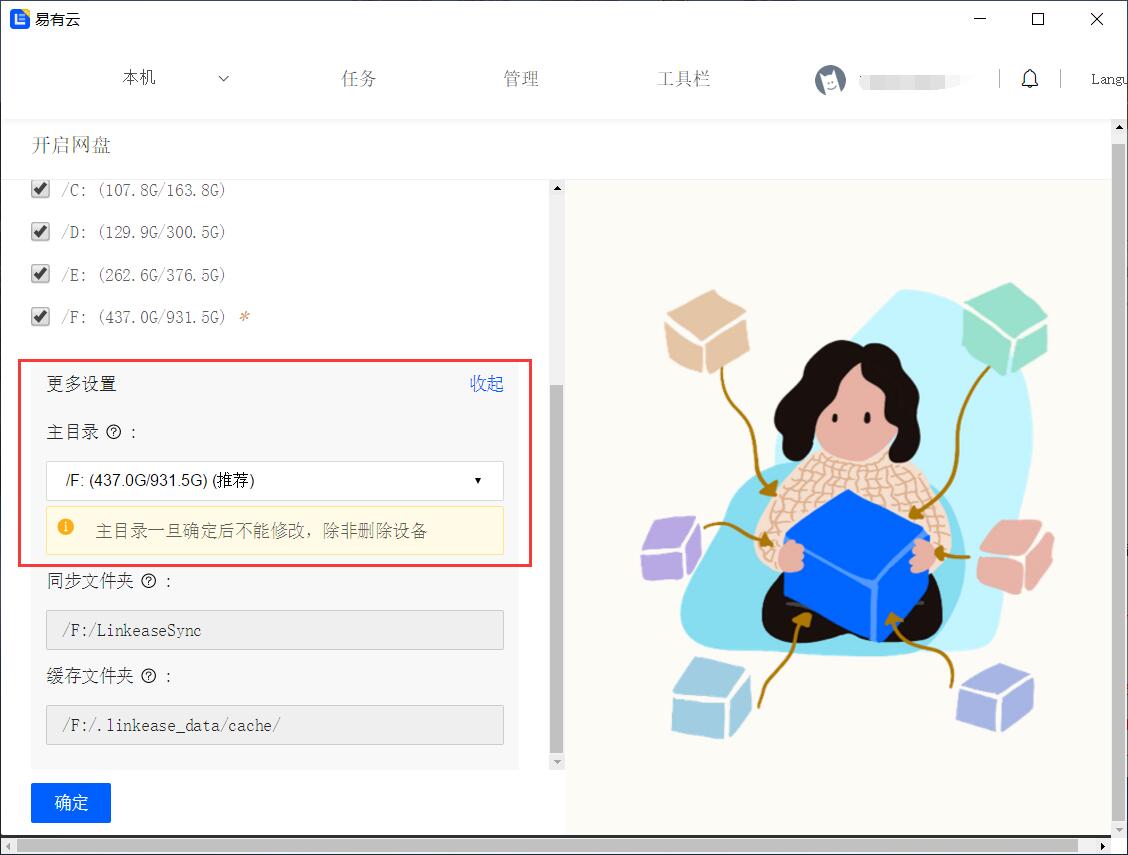 易有云
本机 任务 管理 工具栏 Langu
开启网盘
/C: (107.8G/163.8G)
/D: (129.9G/300.5G)
/E: (262.6G/376.5G)
/F: (437.0G/931.5G) *
更多设置 收起
主目录 ? :
/F: (437.0G/931.5G) (推荐)
主目录一旦确定后不能修改，除非删除设备
同步文件夹 ? :
/F:/LinkeaseSync
缓存文件夹 ? :
/F:/.linkease_data/cache/
确定